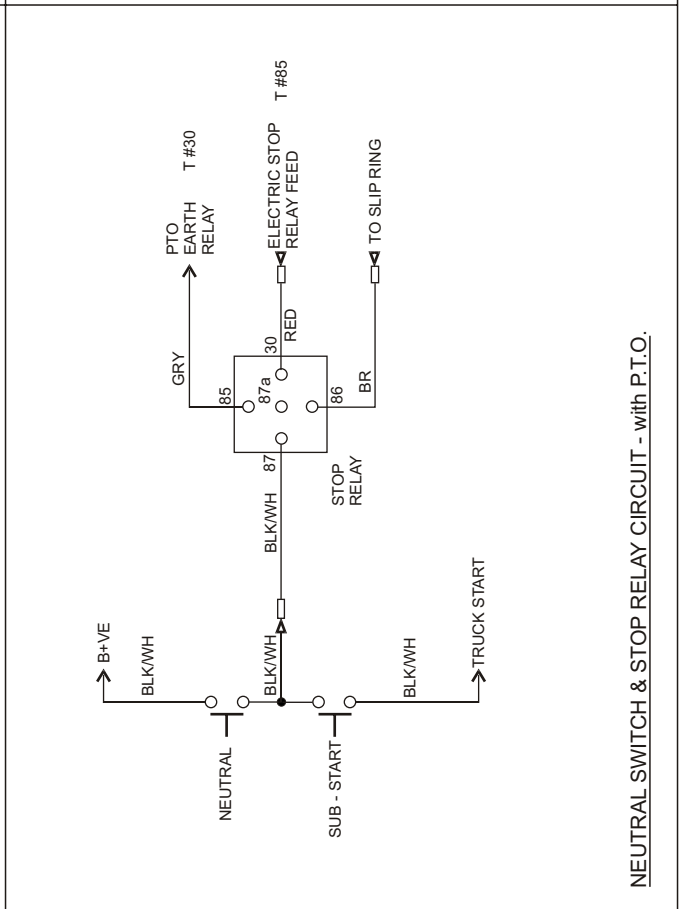 B+VE
BLK/WH
NEUTRAL
BLK/WH
SUB - START
BLK/WH
TRUCK START
BLK/WH
87
STOP
RELAY
85
87a
30
86
GRY
PTO
EARTH
RELAY
T #30
RED
ELECTRIC STOP
RELAY FEED
T #85
BR
TO SLIP RING
NEUTRAL SWITCH & STOP RELAY CIRCUIT - with P.T.O.